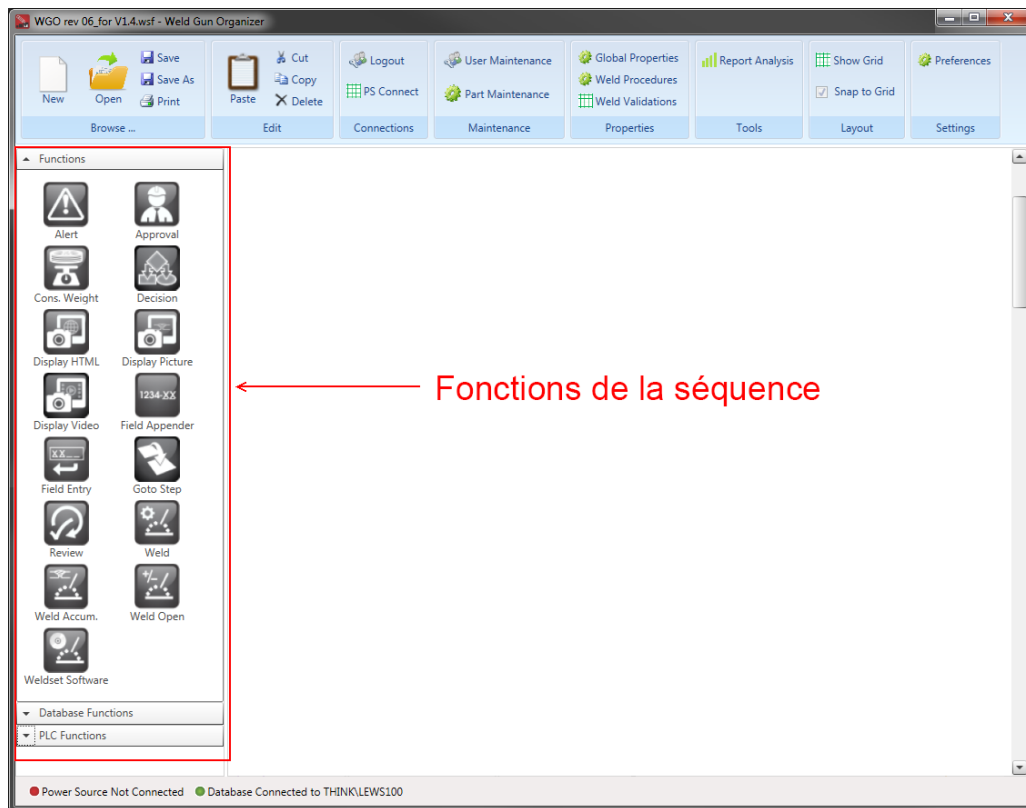 WGO rev 06_for V1.4.wsf - Weld Gun Organizer
New
Open
Save
Save As
Print
Browse ...
Paste
Cut
Copy
Delete
Edit
Logout
PS Connect
Connections
User Maintenance
Part Maintenance
Maintenance
Global Properties
Weld Procedures
Weld Validations
Properties
Report Analysis
Tools
Show Grid
Snap to Grid
Layout
Preferences
Settings
Functions
Alert
Approval
Cons. Weight
Decision
Display HTML
Display Picture
Display Video
1234-XX
Field Appender
XX__
Field Entry
Goto Step
Review
Weld
Weld Accum.
+/-
Weld Open
Weldset Software
Database Functions
PLC Functions
Fonctions de la séquence
Power Source Not Connected
Database Connected to THINK\LEWS100